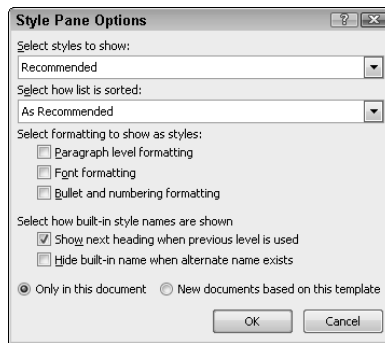 Style Pane Options
Select styles to show:
Recommended
Select how list is sorted:
As Recommended
Select formatting to show as styles:
Paragraph level formatting
Font formatting
Bullet and numbering formatting
Select how built-in style names are shown
Show next heading when previous level is used
Hide built-in name when alternate name exists
Only in this document New documents based on this template
OK Cancel